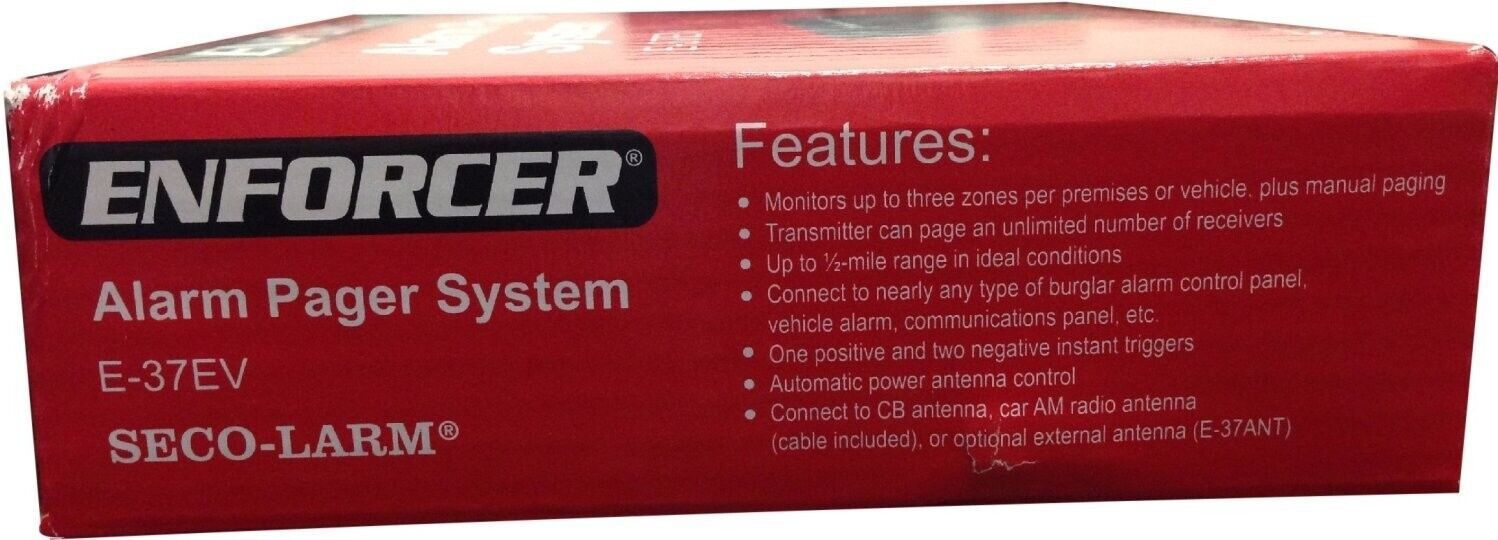 ENFORCER®
Alarm Pager System
E-37EV
SECO-LARM®
Features:
• Monitors up to three zones per premises or vehicle. plus manual paging
• Transmitter can page an unlimited number of receivers
• Up to ½-mile range in ideal conditions
• Connect to nearly any type of burglar alarm control panel,
vehicle alarm, communications panel, etc.
• One positive and two negative instant triggers
• Automatic power antenna control
• Connect to CB antenna, car AM radio antenna
(cable included), or optional external antenna (E-37ANT)